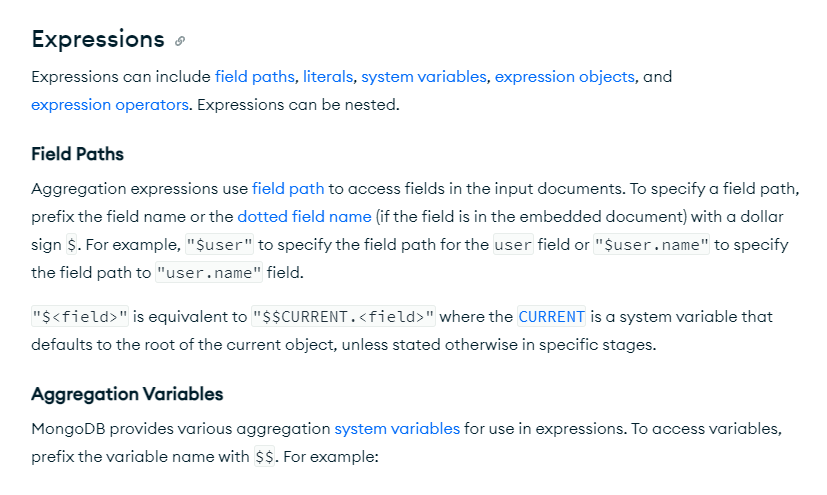 Expressions
Expressions can include field paths, literals, system variables, expression objects, and
expression operators. Expressions can be nested.
Field Paths
Aggregation expressions use field path to access fields in the input documents. To specify a field path,
prefix the field name or the dotted field name (if the field is in the embedded document) with a dollar
sign $. For example, "$user" to specify the field path for the user field or "$user.name" to specify
the field path to "user.name" field.
"$<field>" is equivalent to "$$CURRENT.<field>" where the CURRENT is a system variable that
defaults to the root of the current object, unless stated otherwise in specific stages.
Aggregation Variables
MongoDB provides various aggregation system variables for use in expressions. To access variables,
prefix the variable name with $$. For example: